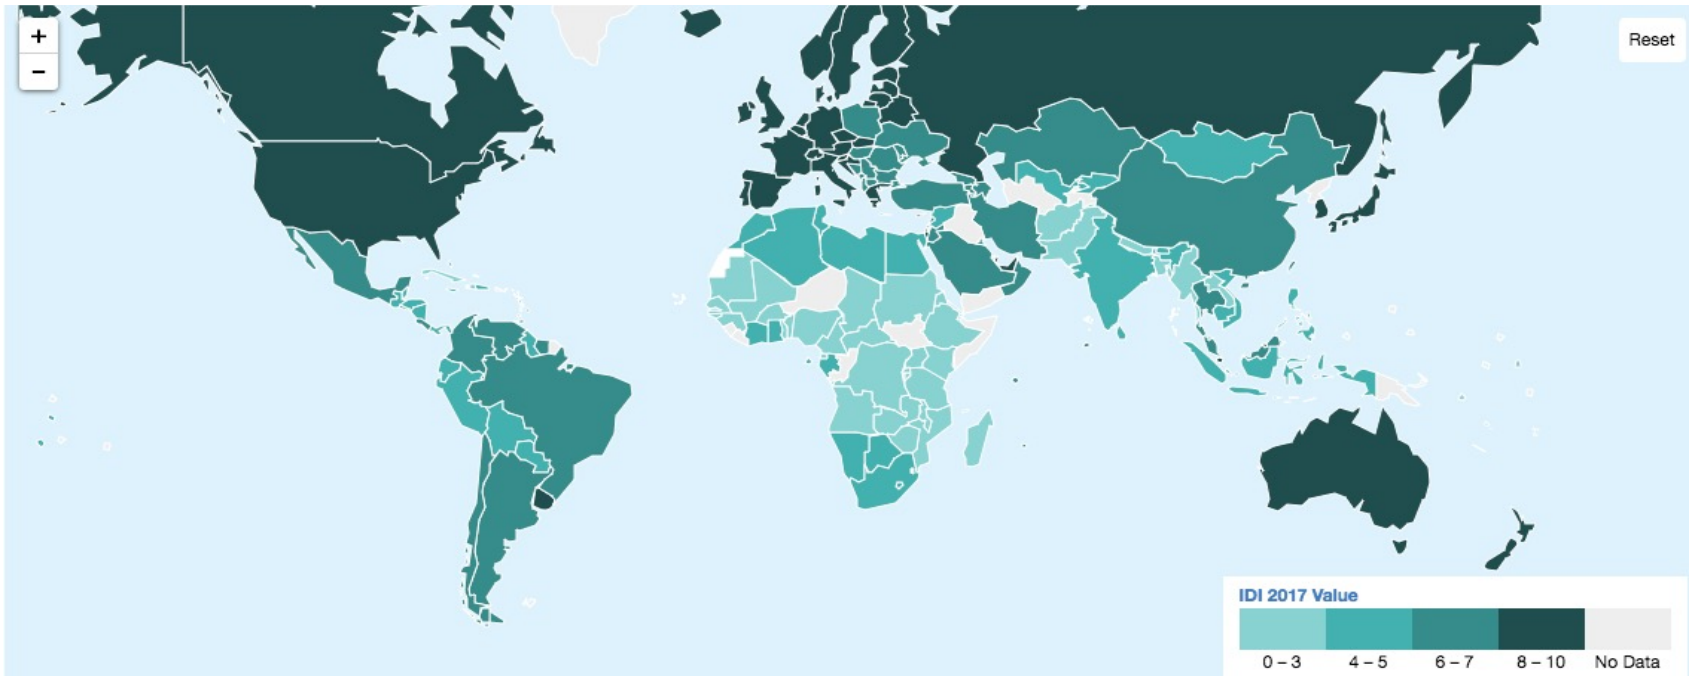 +
−
Reset
IDI 2017 Value
0 – 3 4 – 5 6 – 7 8 – 10 No Data